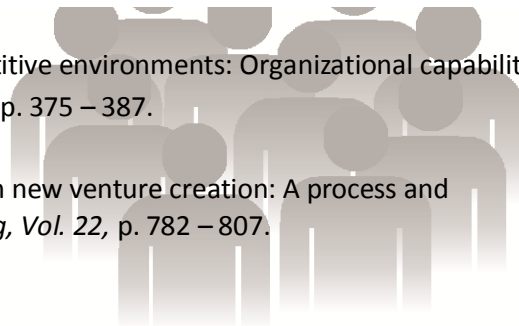 titive environments: Organizational capabilit
p. 375 – 387.
n new venture creation: A process and
g, Vol. 22, p. 782 – 807.